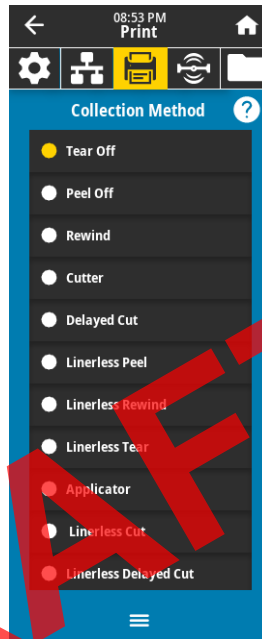 08:53 PM
Print
Collection Method ?
Tear Off
Peel Off
Rewind
Cutter
Delayed Cut
Linerless Peel
Linerless Rewind
Linerless Tear
Applicator
Linerless Cut
Linerless Delayed Cut
AF